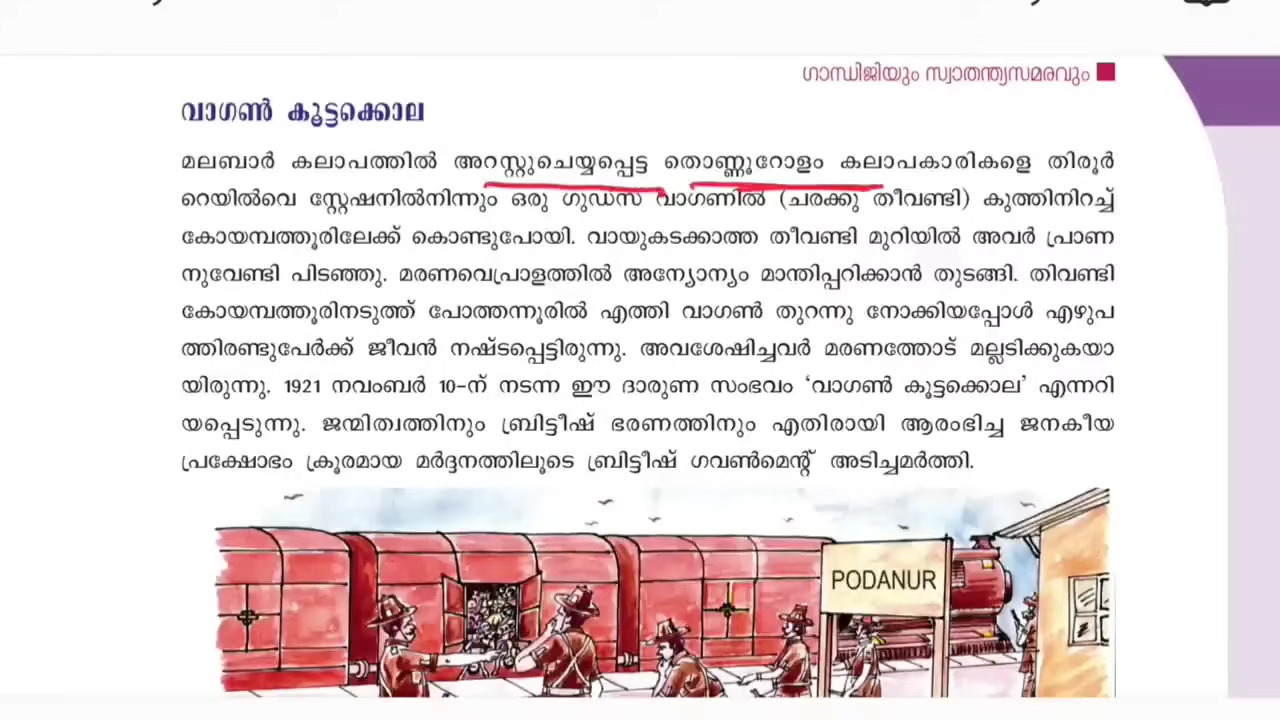 ഗാന്ധിജിയും സ്വാതന്ത്ര്യസമരവും
വാഗൺ കൂട്ടക്കൊല
മലബാർ കലാപത്തിൽ അറസ്റ്റുചെയ്യപ്പെട്ട തൊണ്ണൂറോളം കലാപകാരികളെ തിരൂർ
റെയിൽവെ സ്റ്റേഷനിൽനിന്നും ഒരു ഗുഡ്സ് വാഗണിൽ (ചരക്കു തീവണ്ടി) കുത്തിനിറച്ച്
കോയമ്പത്തൂരിലേക്ക് കൊണ്ടുപോയി. വായുകടക്കാത്ത തീവണ്ടി മുറിയിൽ അവർ പ്രാണ
നുവേണ്ടി പിടഞ്ഞു. മരണവെപ്രാളത്തിൽ അന്യോന്യം മാന്തിപ്പറിക്കാൻ തുടങ്ങി. തിവണ്ടി
കോയമ്പത്തൂരിനടുത്ത് പോത്തന്നൂരിൽ എത്തി വാഗൺ തുറന്നു നോക്കിയപ്പോൾ എഴുപ
ത്തിരണ്ടുപേർക്ക് ജീവൻ നഷ്ടപ്പെട്ടിരുന്നു. അവശേഷിച്ചവർ മരണത്തോട് മല്ലടിക്കുകയാ
യിരുന്നു. 1921 നവംബർ 10-ന് നടന്ന ഈ ദാരുണ സംഭവം ‘വാഗൺ കൂട്ടക്കൊല’ എന്നറി
യപ്പെടുന്നു. ജന്മിത്വത്തിനും ബ്രിട്ടീഷ് ഭരണത്തിനും എതിരായി ആരംഭിച്ച ജനകീയ
പ്രക്ഷോഭം ക്രൂരമായ മർദ്ദനത്തിലൂടെ ബ്രിട്ടീഷ് ഗവൺമെന്റ് അടിച്ചമർത്തി.
PODANUR